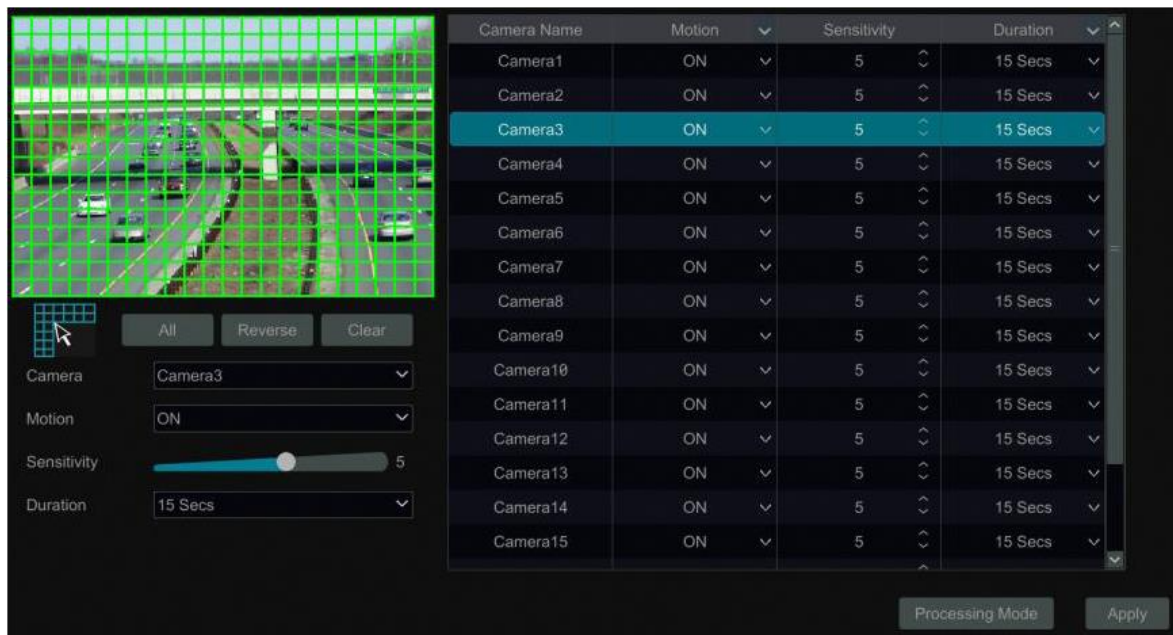 Camera Name Motion Sensitivity Duration
Camera1 ON 5 15 Secs
Camera2 ON 5 15 Secs
Camera3 ON 5 15 Secs
Camera4 ON 5 15 Secs
Camera5 ON 5 15 Secs
Camera6 ON 5 15 Secs
Camera7 ON 5 15 Secs
Camera8 ON 5 15 Secs
Camera9 ON 5 15 Secs
Camera10 ON 5 15 Secs
Camera11 ON 5 15 Secs
Camera12 ON 5 15 Secs
Camera13 ON 5 15 Secs
Camera14 ON 5 15 Secs
Camera15 ON 5 15 Secs
All Reverse Clear
Camera Camera3
Motion ON
Sensitivity 5
Duration 15 Secs
Processing Mode Apply